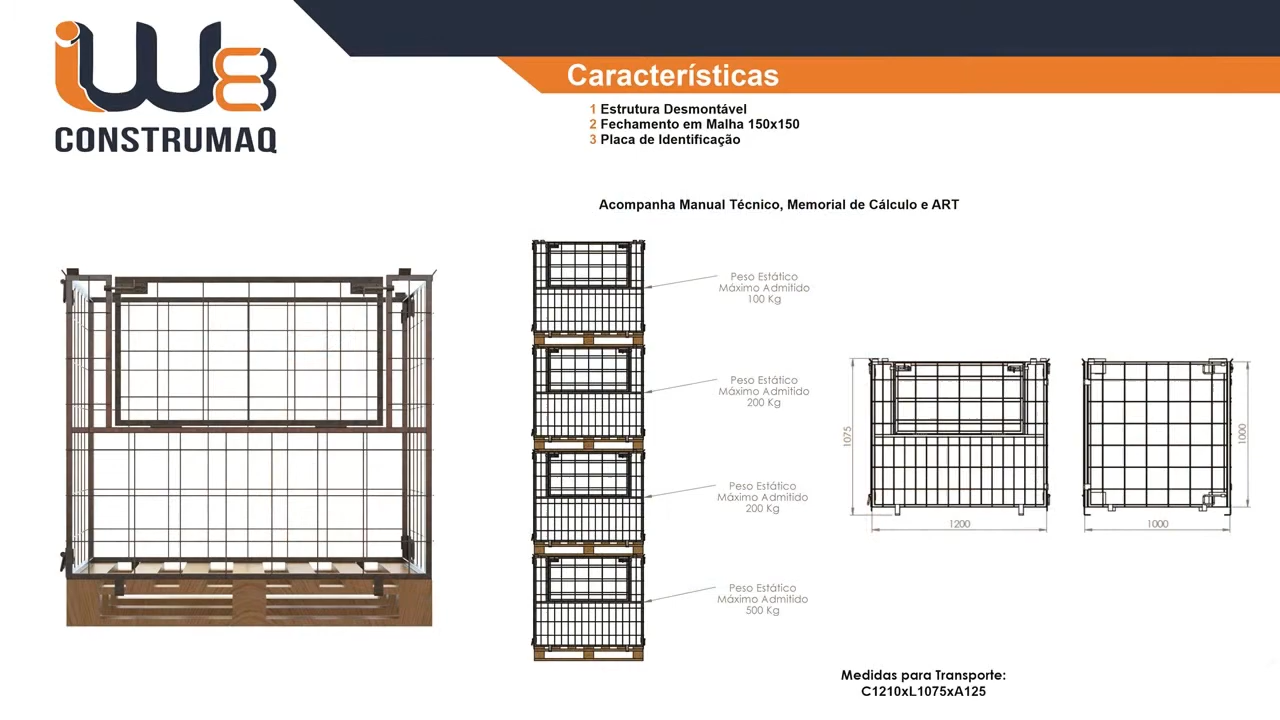 iW8
CONSTRUMAQ
Características
1 Estrutura Desmontável
2 Fechamento em Malha 150x150
3 Placa de Identificação
Acompanha Manual Técnico, Memorial de Cálculo e ART
Peso Estático
Máximo Admitido
100 Kg
Peso Estático
Máximo Admitido
200 Kg
Peso Estático
Máximo Admitido
200 Kg
Peso Estático
Máximo Admitido
500 Kg
1075
1200
1000
1000
Medidas para Transporte:
C1210xL1075xA125